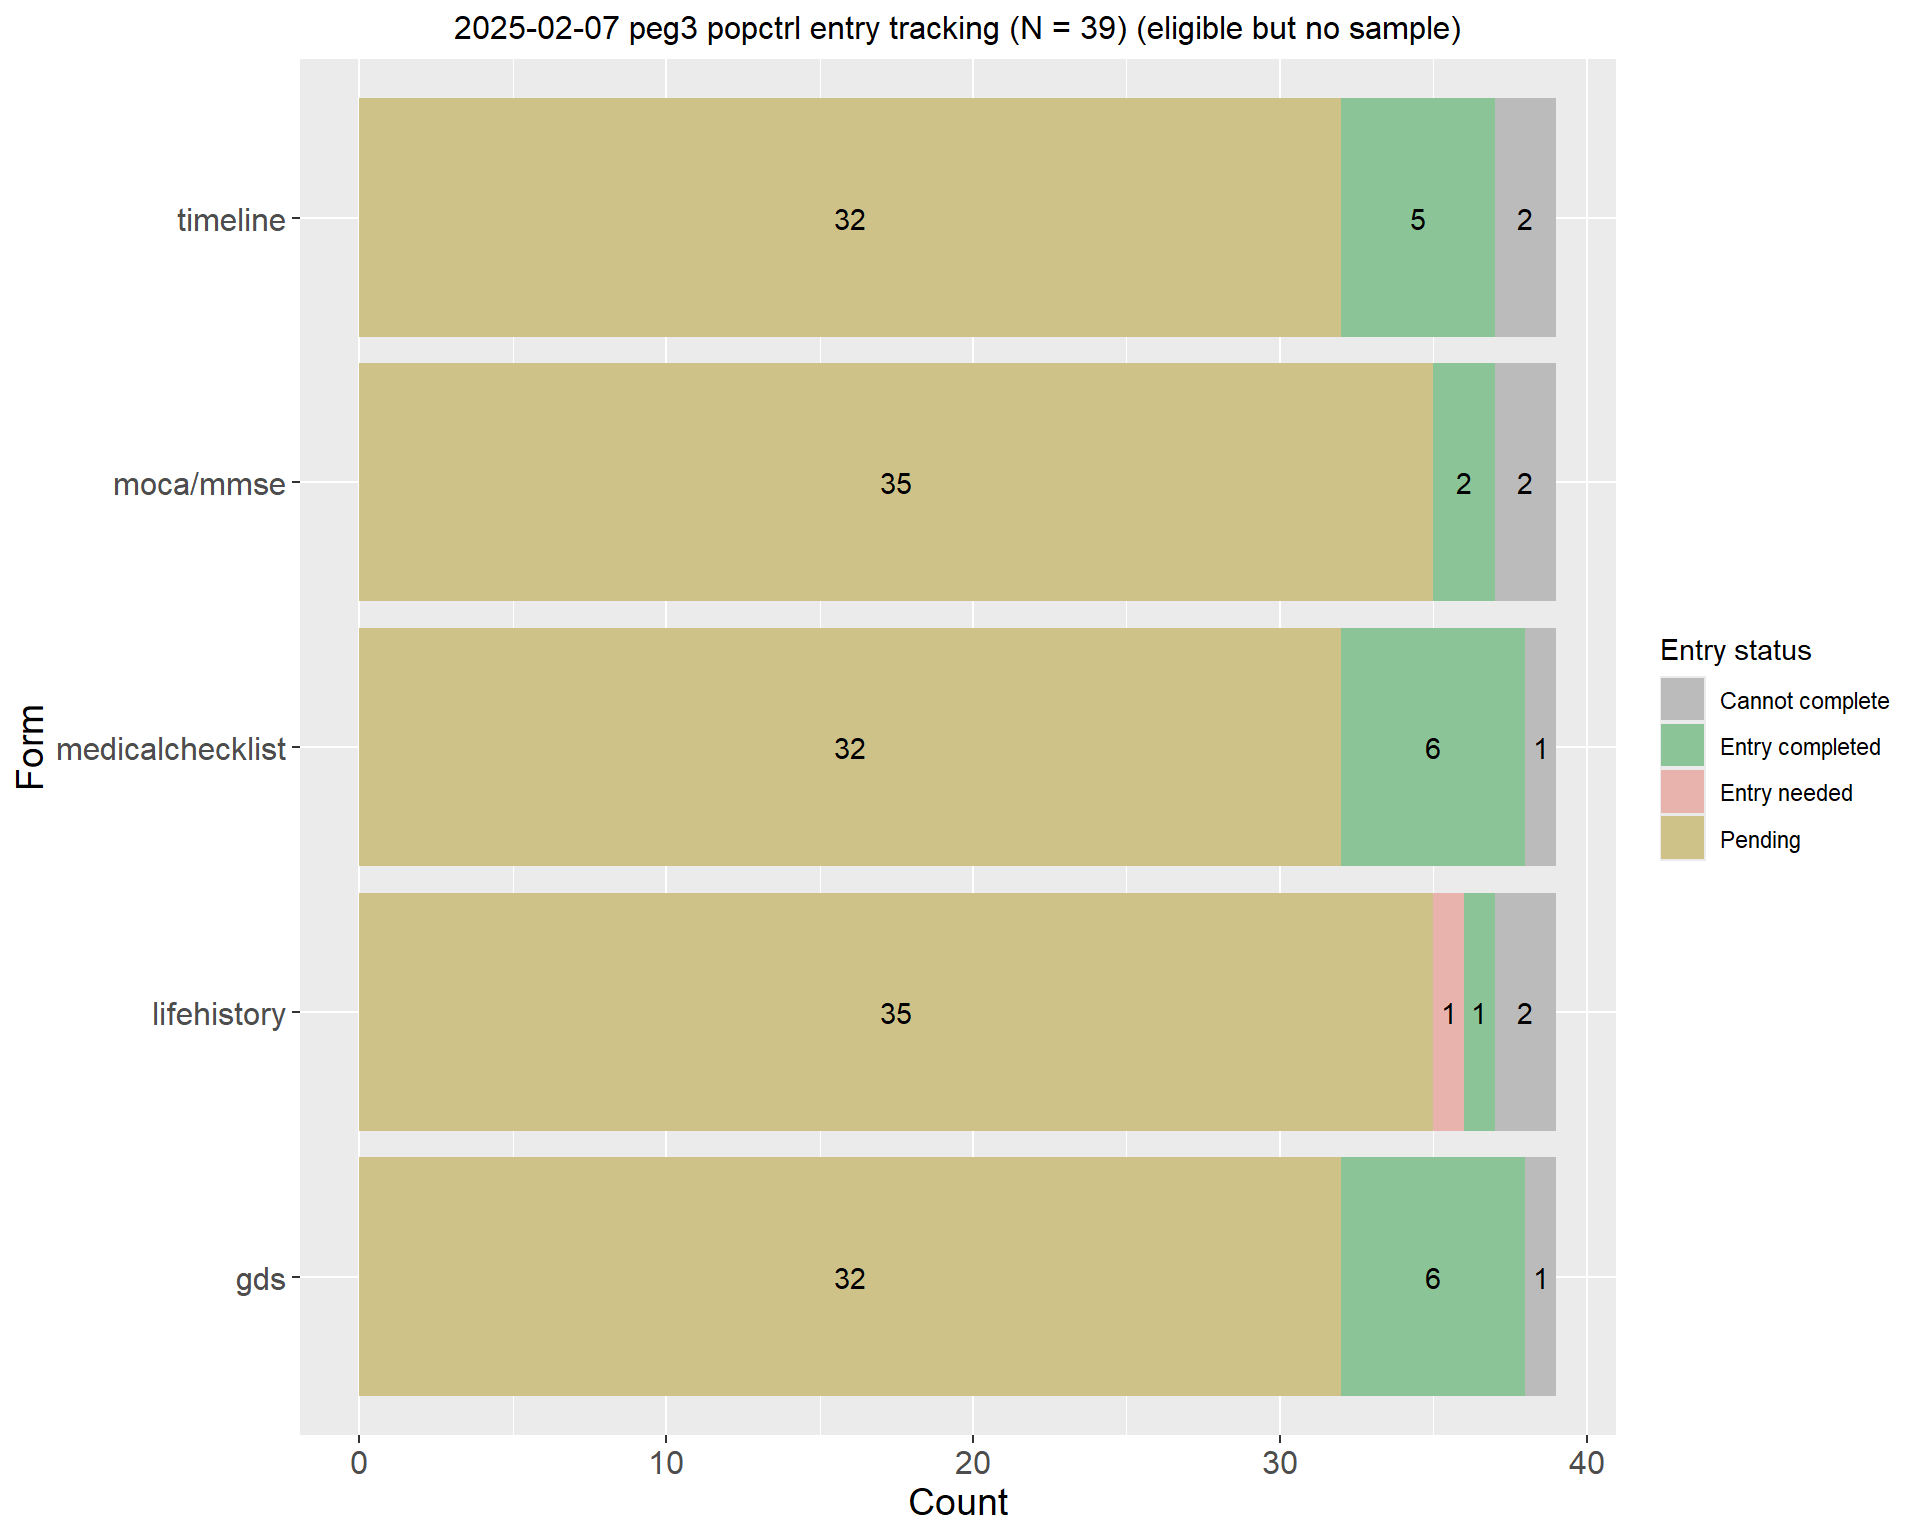 2025-02-07 peg3 popctrl entry tracking (N = 39) (eligible but no sample)
Form
timeline
32 5 2
moca/mmse
35 2 2
medicalchecklist
32 6 1
lifehistory
35 1 1 2
gds
32 6 1
0 10 20 30 40
Count
Entry status
Cannot complete
Entry completed
Entry needed
Pending